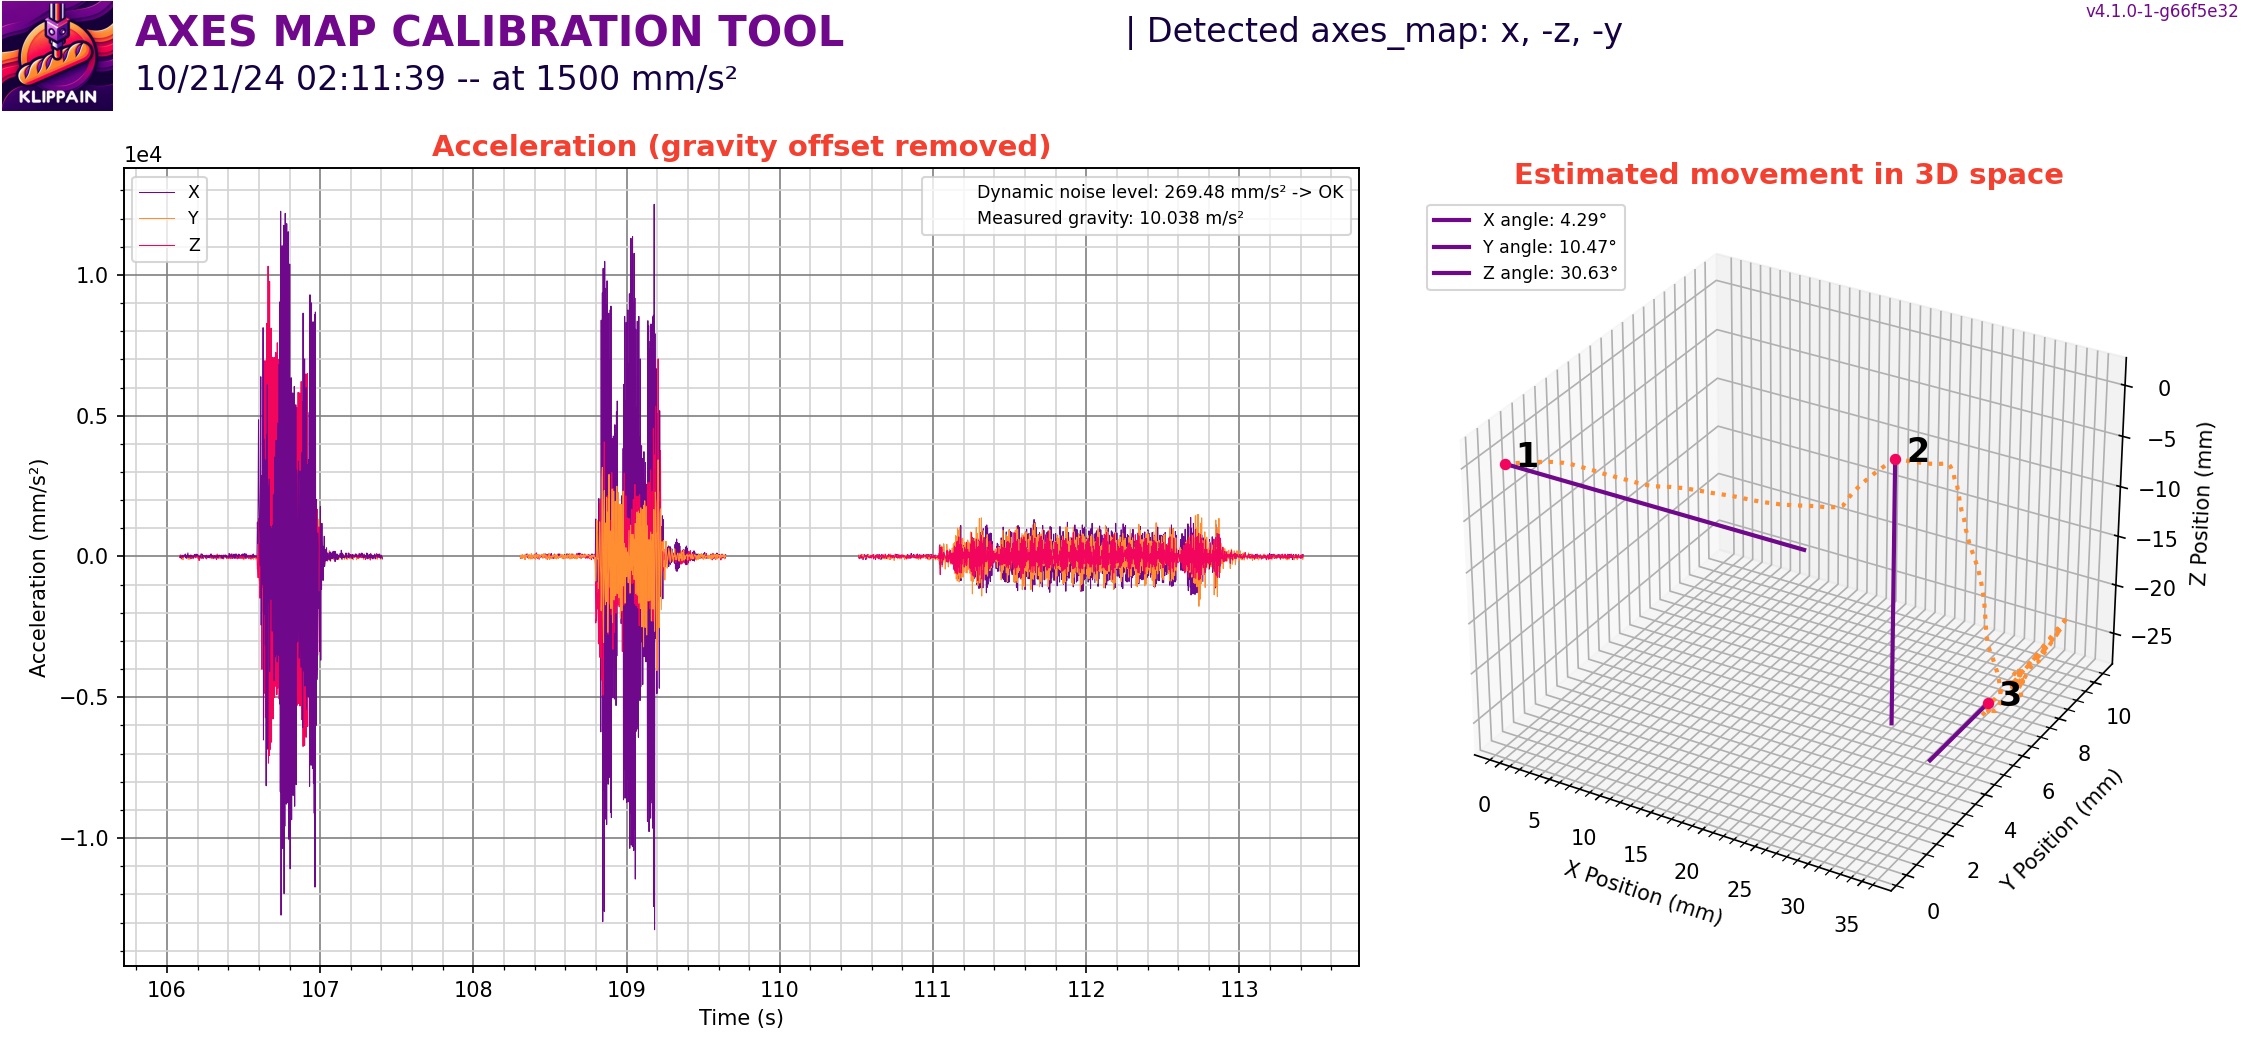 KLIPPAIN
AXES MAP CALIBRATION TOOL
10/21/24 02:11:39 -- at 1500 mm/s²
| Detected axes_map: x, -z, -y
v4.1.0-1-g66f5e32
Acceleration (gravity offset removed)
1e4
X
Y
Z
Dynamic noise level: 269.48 mm/s² -> OK
Measured gravity: 10.038 m/s²
1.0
0.5
0.0
−0.5
−1.0
Acceleration (mm/s²)
106 107 108 109 110 111 112 113
Time (s)
Estimated movement in 3D space
X angle: 4.29°
Y angle: 10.47°
Z angle: 30.63°
1
2
3
0
−5
−10
−15
−20
−25
Z Position (mm)
0 5 10 15 20 25 30 35
X Position (mm)
0 2 4 6 8 10
Y Position (mm)